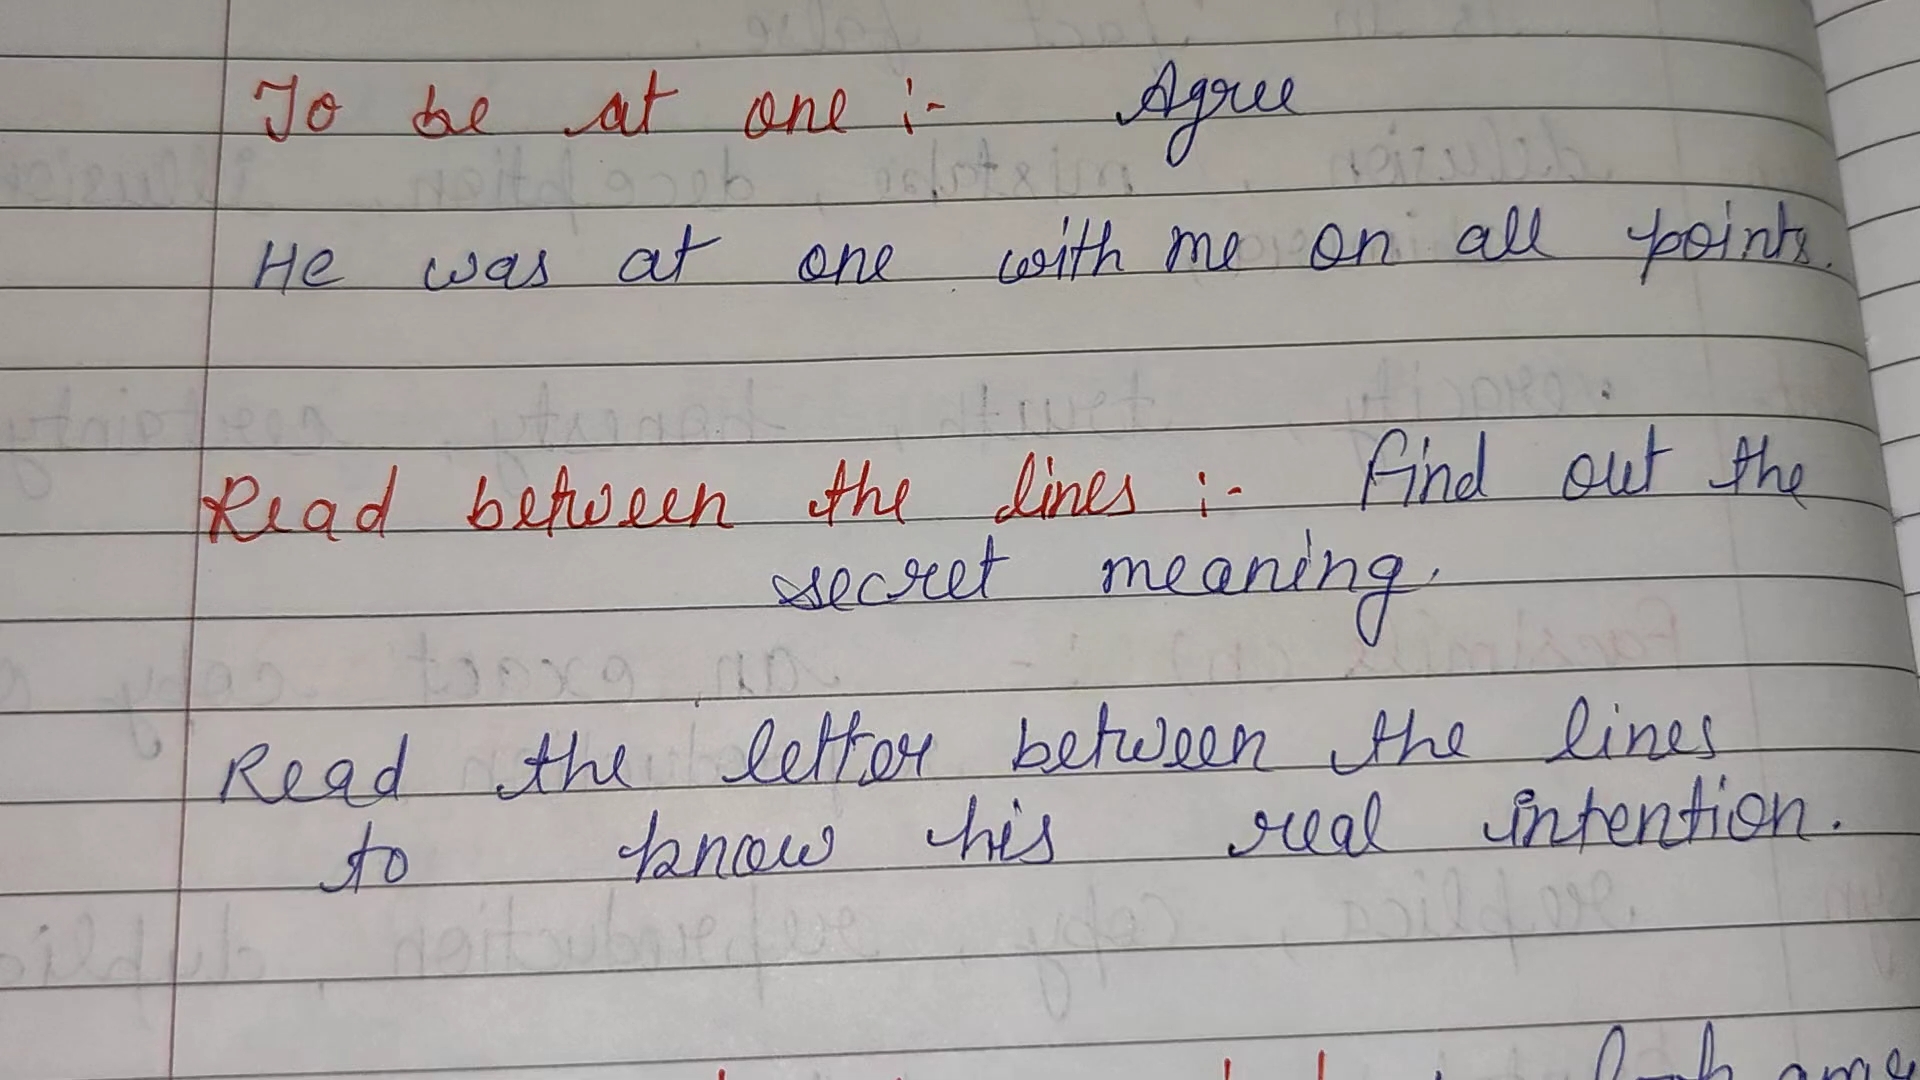 To be at one :- Agree
He was at one with me on all points.
Read between the lines :- find out the
secret meaning.
Read the letter between the lines
to know his real intention.